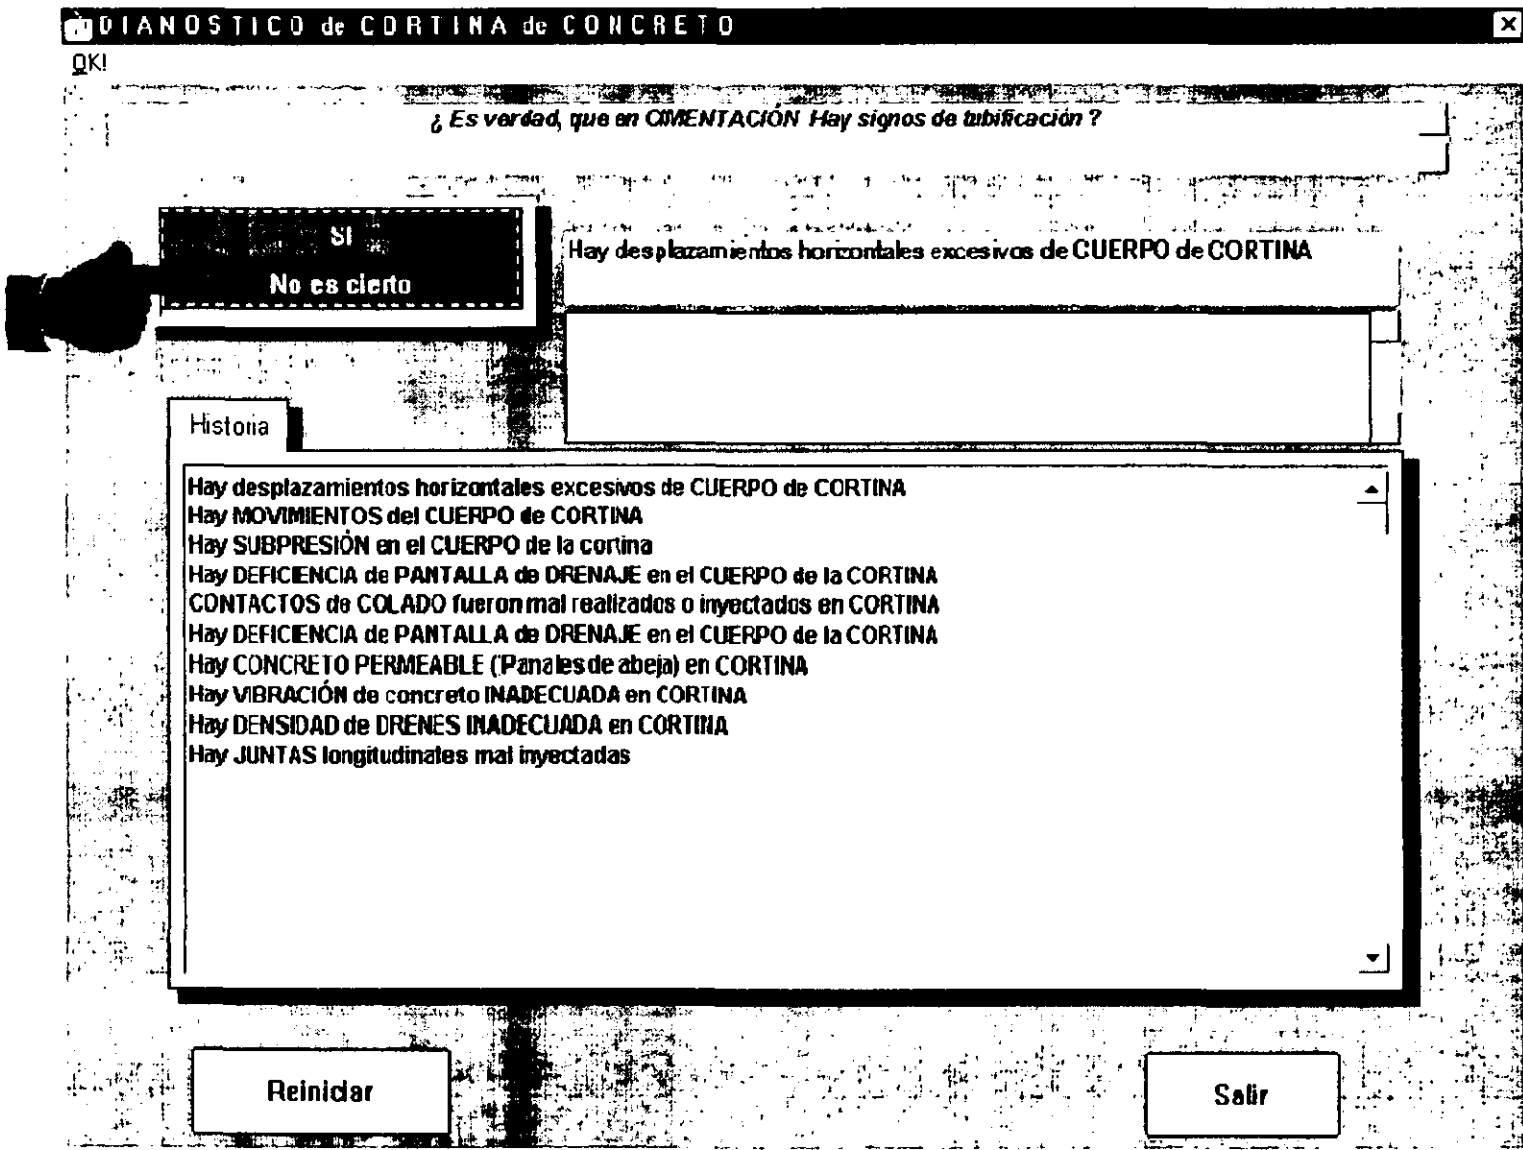 DIANOSTICO de CORTINA de CONCRETO
OK!
¿ Es verdad, que en CIMENTACIÓN Hay signos de tubificación ?
SI
No es cierto
Hay desplazamientos horizontales excesivos de CUERPO de CORTINA
Historia
Hay desplazamientos horizontales excesivos de CUERPO de CORTINA
Hay MOVIMIENTOS del CUERPO de CORTINA
Hay SUBPRESIÓN en el CUERPO de la cortina
Hay DEFICIENCIA de PANTALLA de DRENAJE en el CUERPO de la CORTINA
CONTACTOS de COLADO fueron mal realizados o inyectados en CORTINA
Hay DEFICIENCIA de PANTALLA de DRENAJE en el CUERPO de la CORTINA
Hay CONCRETO PERMEABLE (Panales de abeja) en CORTINA
Hay VIBRACIÓN de concreto INADECUADA en CORTINA
Hay DENSIDAD de DRENES INADECUADA en CORTINA
Hay JUNTAS longitudinales mal inyectadas
Reiniciar
Salir